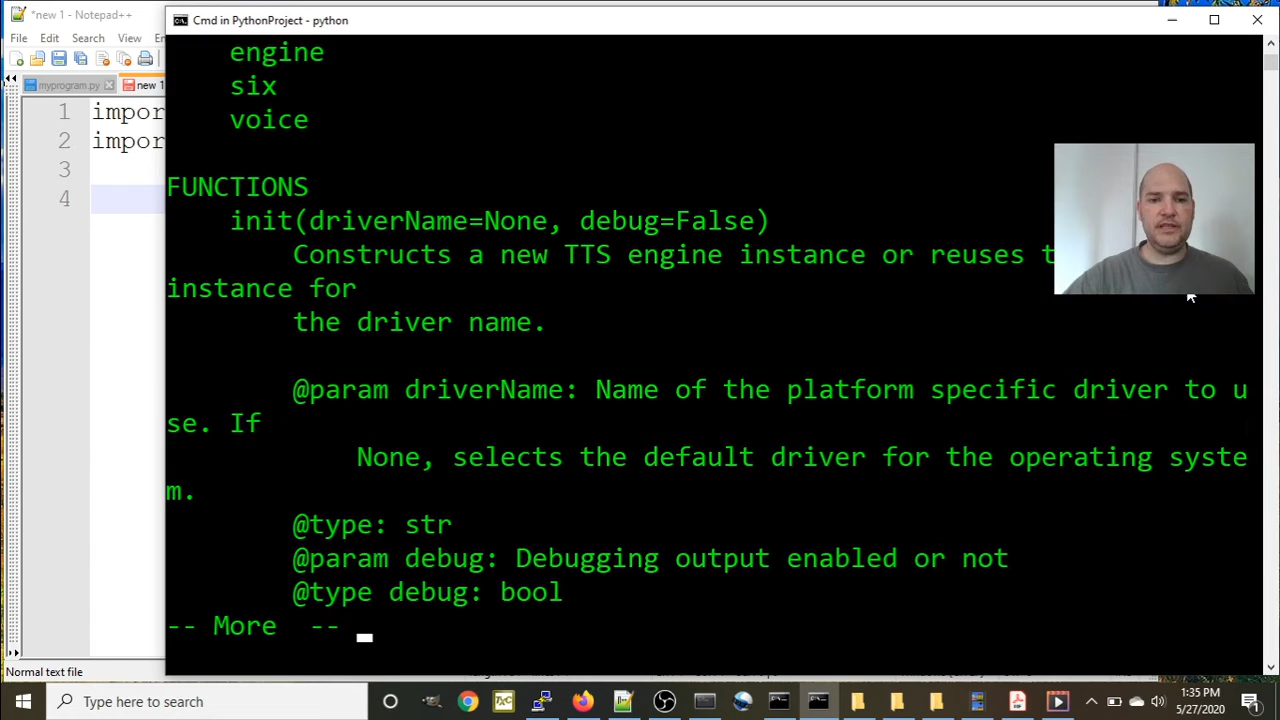 *new 1 - Notepad++
Cmd in PythonProject - python
File Edit Search View
myprogram.py
new 1
1 impor
2 impor
3
4
engine
six
voice
FUNCTIONS
init(driverName=None, debug=False)
Constructs a new TTS engine instance or reuses t
instance for
the driver name.
@param driverName: Name of the platform specific driver to u
se. If
None, selects the default driver for the operating syste
m.
@type: str
@param debug: Debugging output enabled or not
@type debug: bool
-- More --
Normal text file
Type here to search
1:35 PM
5/27/2020